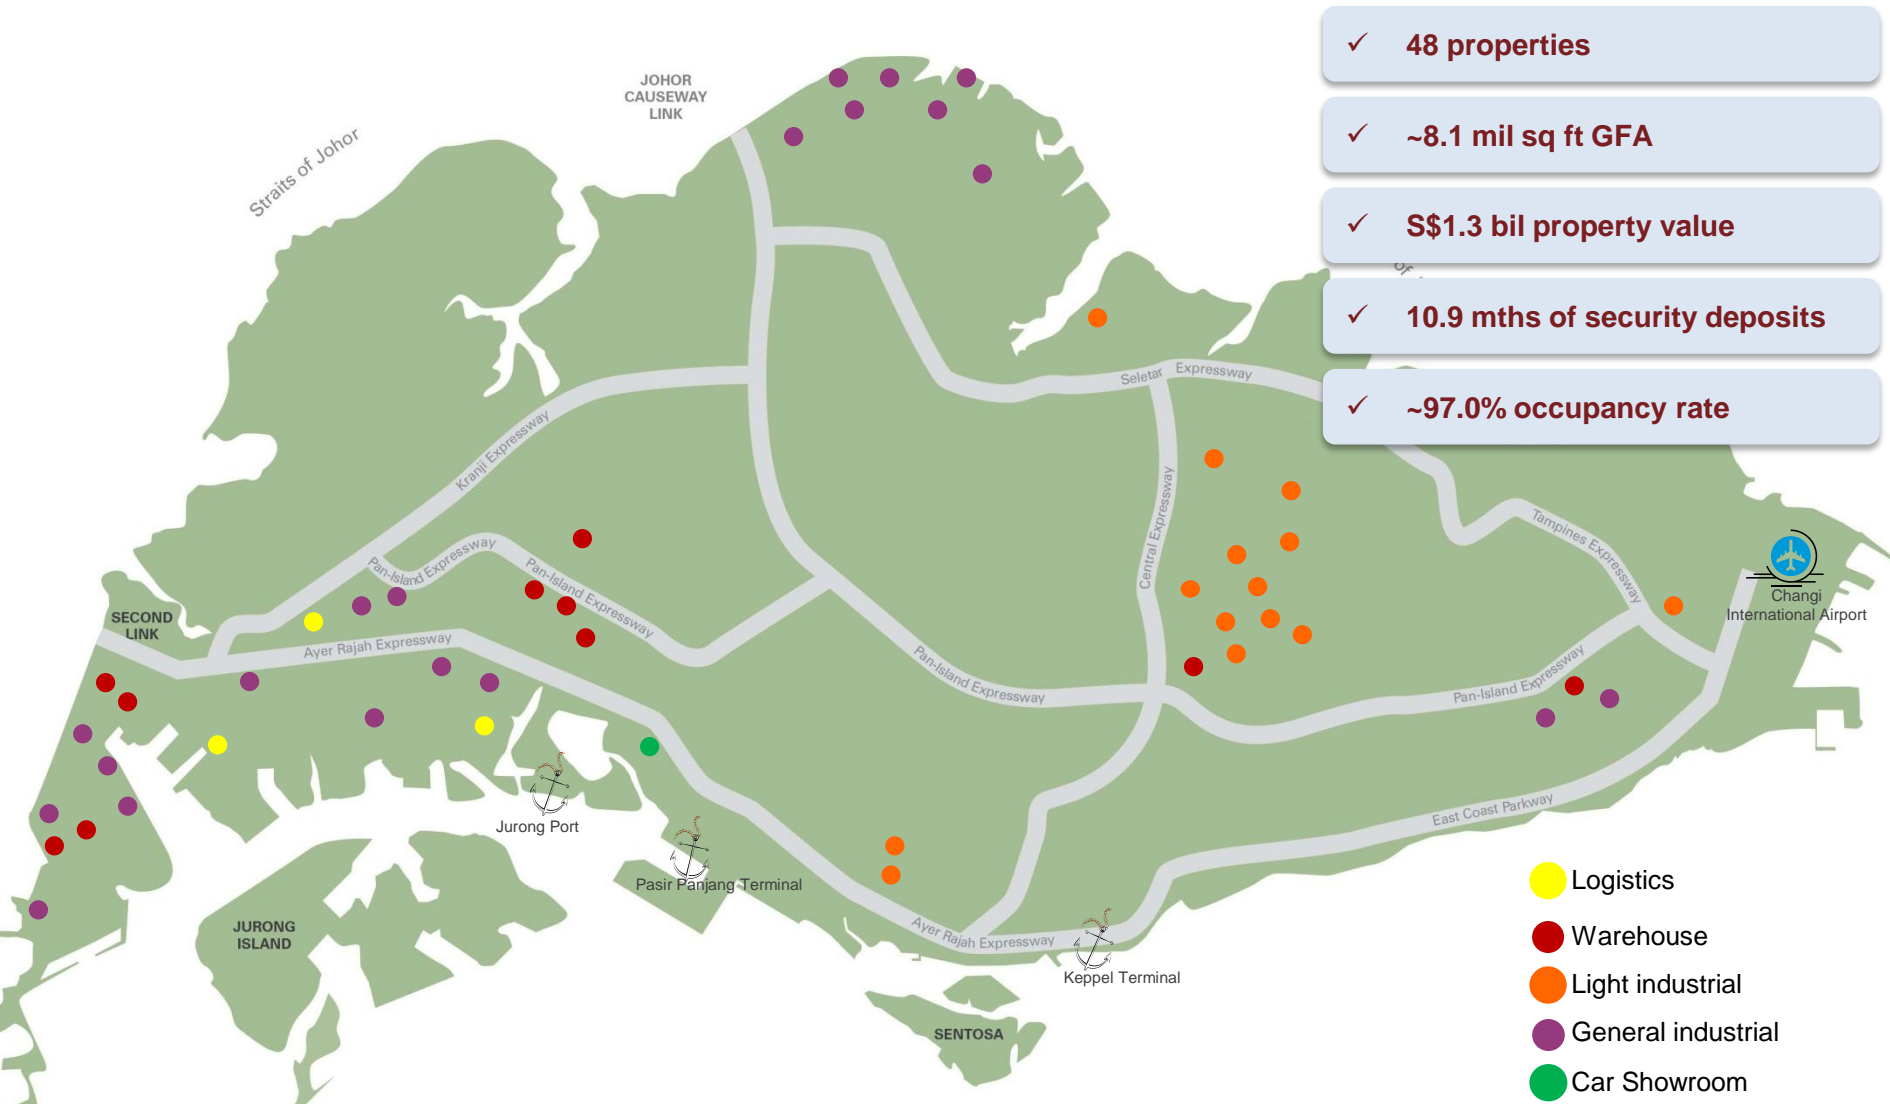 ✓ 48 properties
✓ ~8.1 mil sq ft GFA
✓ S$1.3 bil property value
✓ 10.9 mths of security deposits
✓ ~97.0% occupancy rate
JOHOR
CAUSEWAY
LINK
Straits of Johor
of
Seletar Expressway
Kranji Expressway
Central Expressway
Tampines Expressway
Pan-Island Expressway
Pan-Island Expressway
Changi
International Airport
SECOND
LINK
Ayer Rajah Expressway
Pan-Island Expressway
Pan-Island Expressway
East Coast Parkway
Jurong Port
Pasir Panjang Terminal
JURONG
ISLAND
Ayer Rajah Expressway
Keppel Terminal
SENTOSA
Logistics
Warehouse
Light industrial
General industrial
Car Showroom